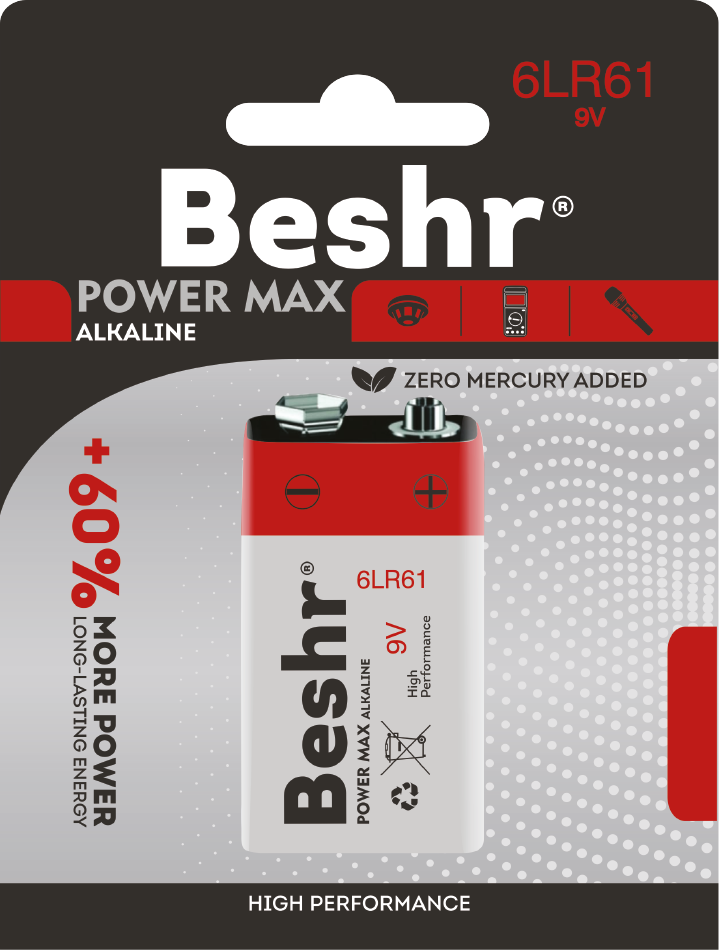 6LR61
9V
Beshr®
POWER MAX
ALKALINE
ZERO MERCURY ADDED
+60%
MORE POWER
LONG-LASTING ENERGY
Beshr®
POWER MAX ALKALINE
6LR61
9V
High
Performance
HIGH PERFORMANCE